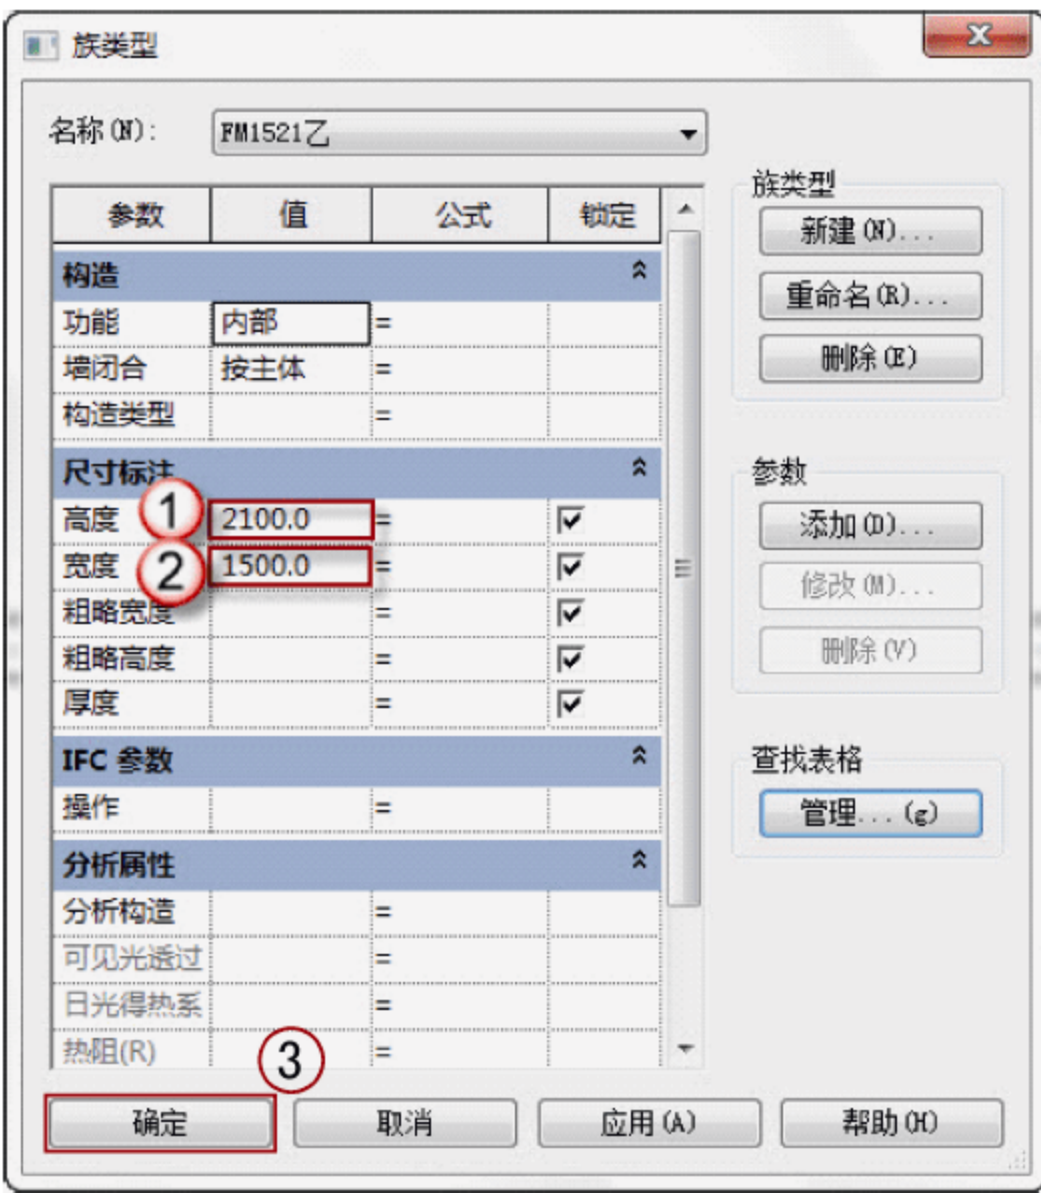 族类型
名称(N): FM1521乙
参数 值 公式 锁定
构造
功能 内部 =
墙闭合 按主体 =
构造类型 =
尺寸标注
高度 ① 2100.0 =
宽度 ② 1500.0 =
粗略宽度 =
粗略高度 =
厚度 =
IFC 参数
操作 =
分析属性
分析构造 =
可见光透过 =
日光得热系 =
热阻(R) =
③
族类型
新建(N)...
重命名(R)...
删除(E)
参数
添加(D)...
修改(M)...
删除(V)
查找表格
管理...(g)
确定 取消 应用(A) 帮助(H)